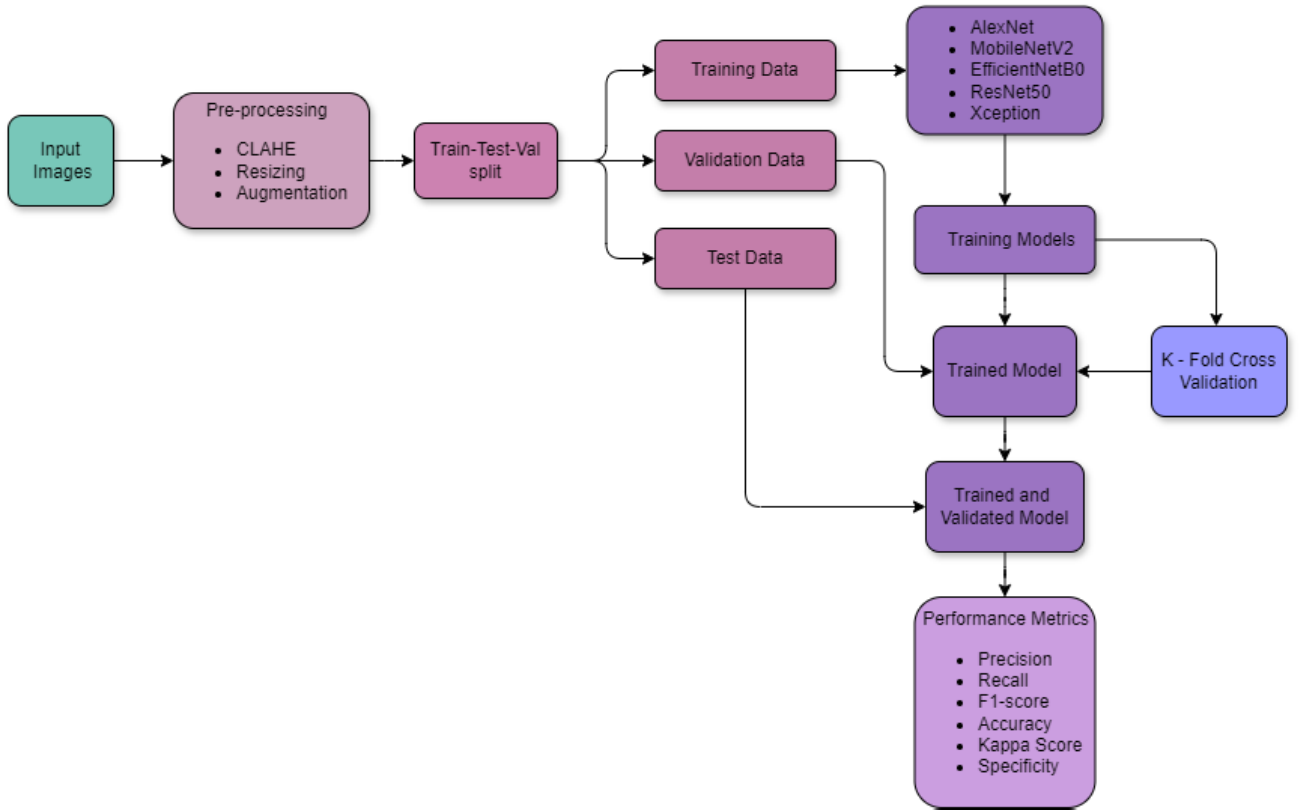 Input
Images
Pre-processing
CLAHE
Resizing
Augmentation
Train-Test-Val
split
Training Data
Validation Data
Test Data
AlexNet
MobileNetV2
EfficientNetB0
ResNet50
Xception
Training Models
Trained Model
K - Fold Cross
Validation
Trained and
Validated Model
Performance Metrics
Precision
Recall
F1-score
Accuracy
Kappa Score
Specificity